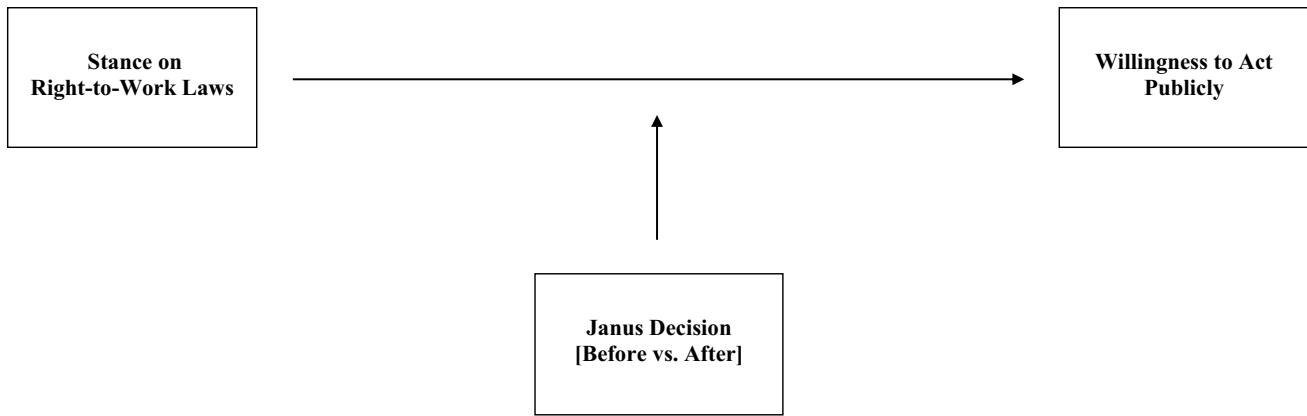 Stance on
Right-to-Work Laws
Willingness to Act
Publicly
Janus Decision
[Before vs. After]